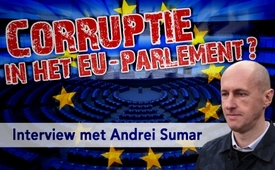 CORRUPTIE
IN HET EU-PARLEMENT?
Interview met Andrei Sumar